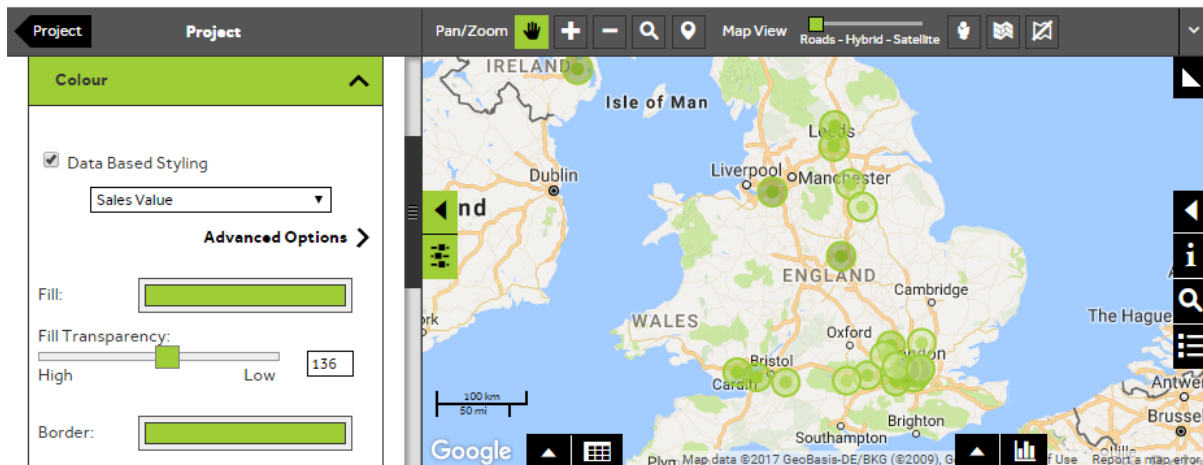 Project
Project
Pan/Zoom
Map View
Roads - Hybrid - Satellite
Colour
Data Based Styling
Sales Value
Advanced Options
Fill:
Fill Transparency:
136
High
Low
Border:
IRELAND
Isle of Man
Leeds
Dublin
Liverpool
Manchester
nd
ENGLAND
Cambridge
WALES
The Hague
rk
Oxford
Bristol
Cardiff
Antwer
100 km
50 mi
Brussel
Brighton
Southampton
Google
Map data ©2017 GeoBasis-DE/BKG (©2009), G
f Use
Report a map error